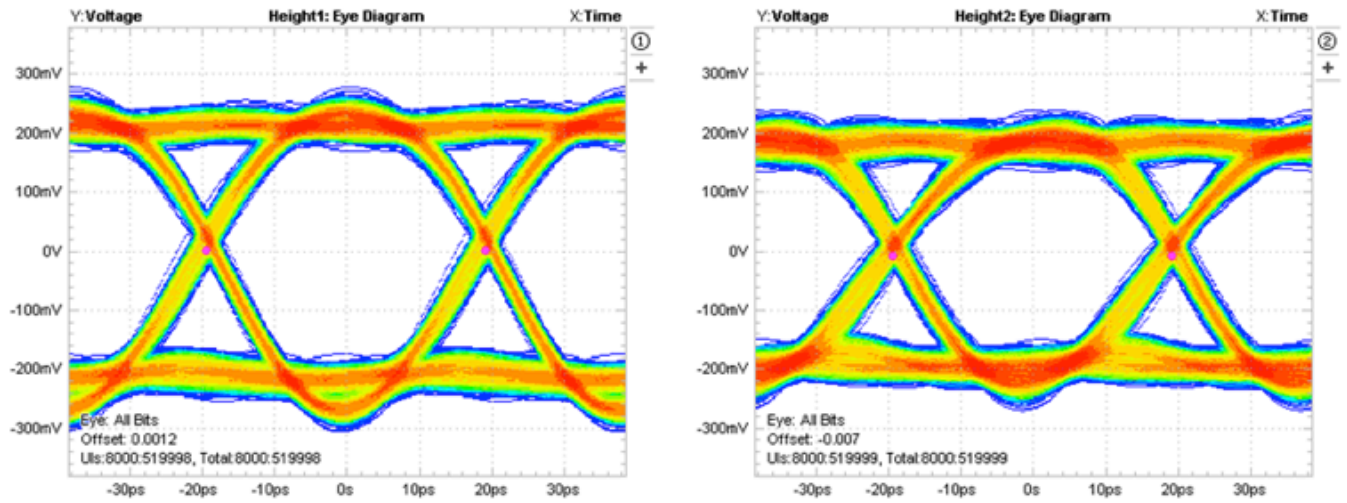 Y:Voltage Height1: Eye Diagram X:Time
①
+
300mV
200mV
100mV
0V
-100mV
-200mV
-300mV
Eye: All Bits
Offset: 0.0012
UIs:8000:519998, Total:8000:519998
-30ps -20ps -10ps 0s 10ps 20ps 30ps
Y:Voltage Height2: Eye Diagram X:Time
②
+
300mV
200mV
100mV
0V
-100mV
-200mV
-300mV
Eye: All Bits
Offset: -0.007
UIs:8000:519999, Total:8000:519999
-30ps -20ps -10ps 0s 10ps 20ps 30ps